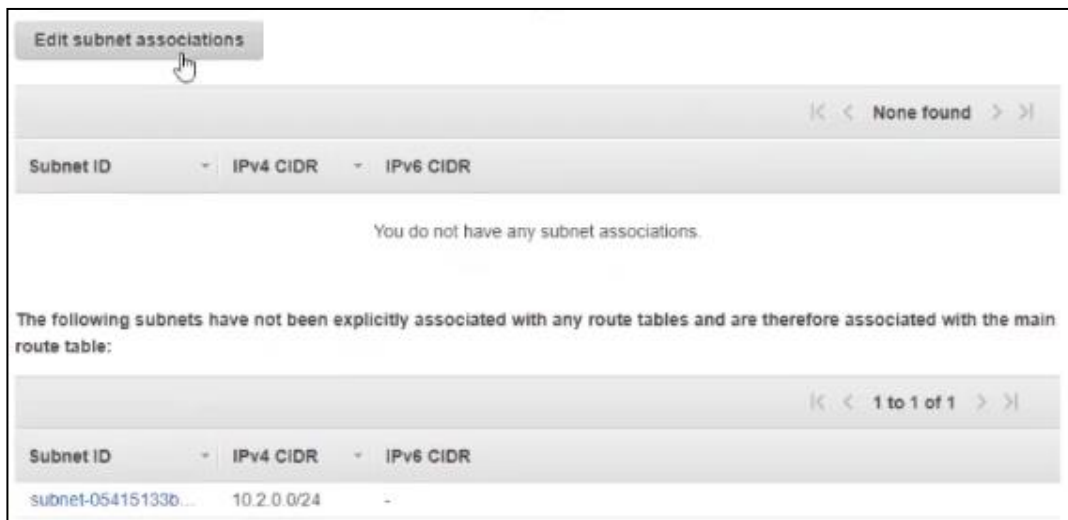 Edit subnet associations
None found
Subnet ID IPv4 CIDR IPv6 CIDR
You do not have any subnet associations.
The following subnets have not been explicitly associated with any route tables and are therefore associated with the main
route table:
1 to 1 of 1
Subnet ID IPv4 CIDR IPv6 CIDR
subnet-05415133b... 10.2.0.0/24 -